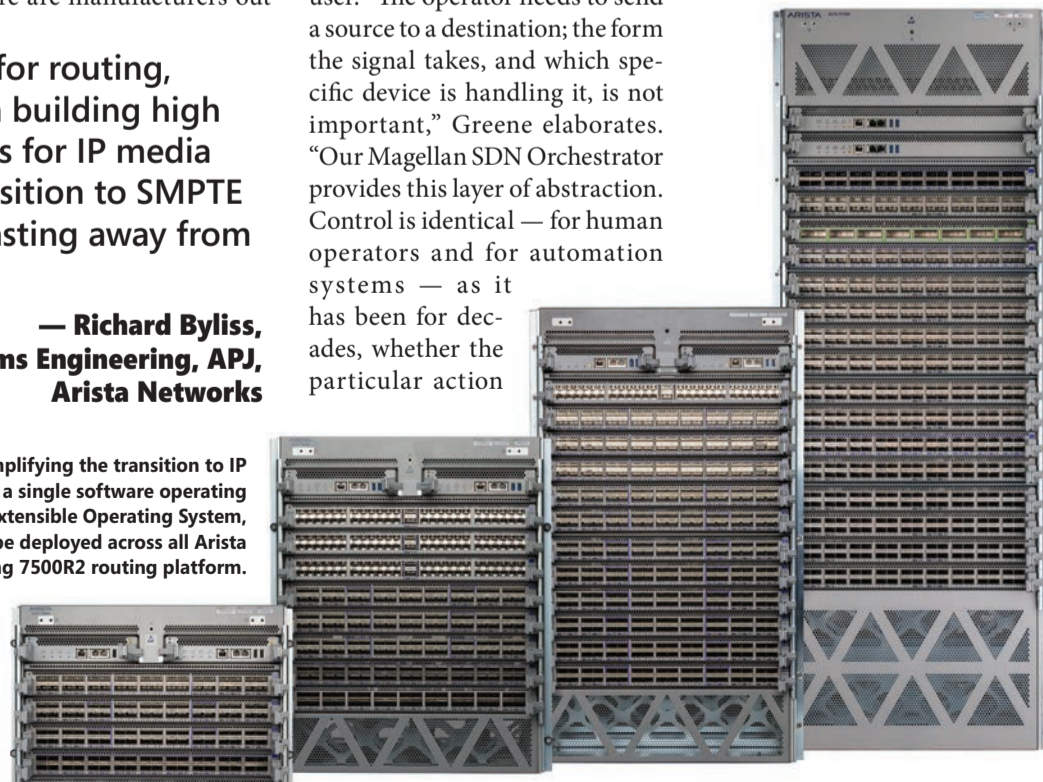 re are manufacturers out
for routing,
building high
s for IP media
sition to SMPTE
asting away from
— Richard Byliss,
ms Engineering, APJ,
Arista Networks
mplifying the transition to IP
a single software operating
xtensible Operating System,
be deployed across all Arista
ng 7500R2 routing platform.
user. “The operator needs to send
a source to a destination; the form
the signal takes, and which spe-
cific device is handling it, is not
important,” Greene elaborates.
“Our Magellan SDN Orchestrator
provides this layer of abstraction.
Control is identical — for human
operators and for automation
systems — as it
has been for dec-
ades, whether the
particular action
ARISTA